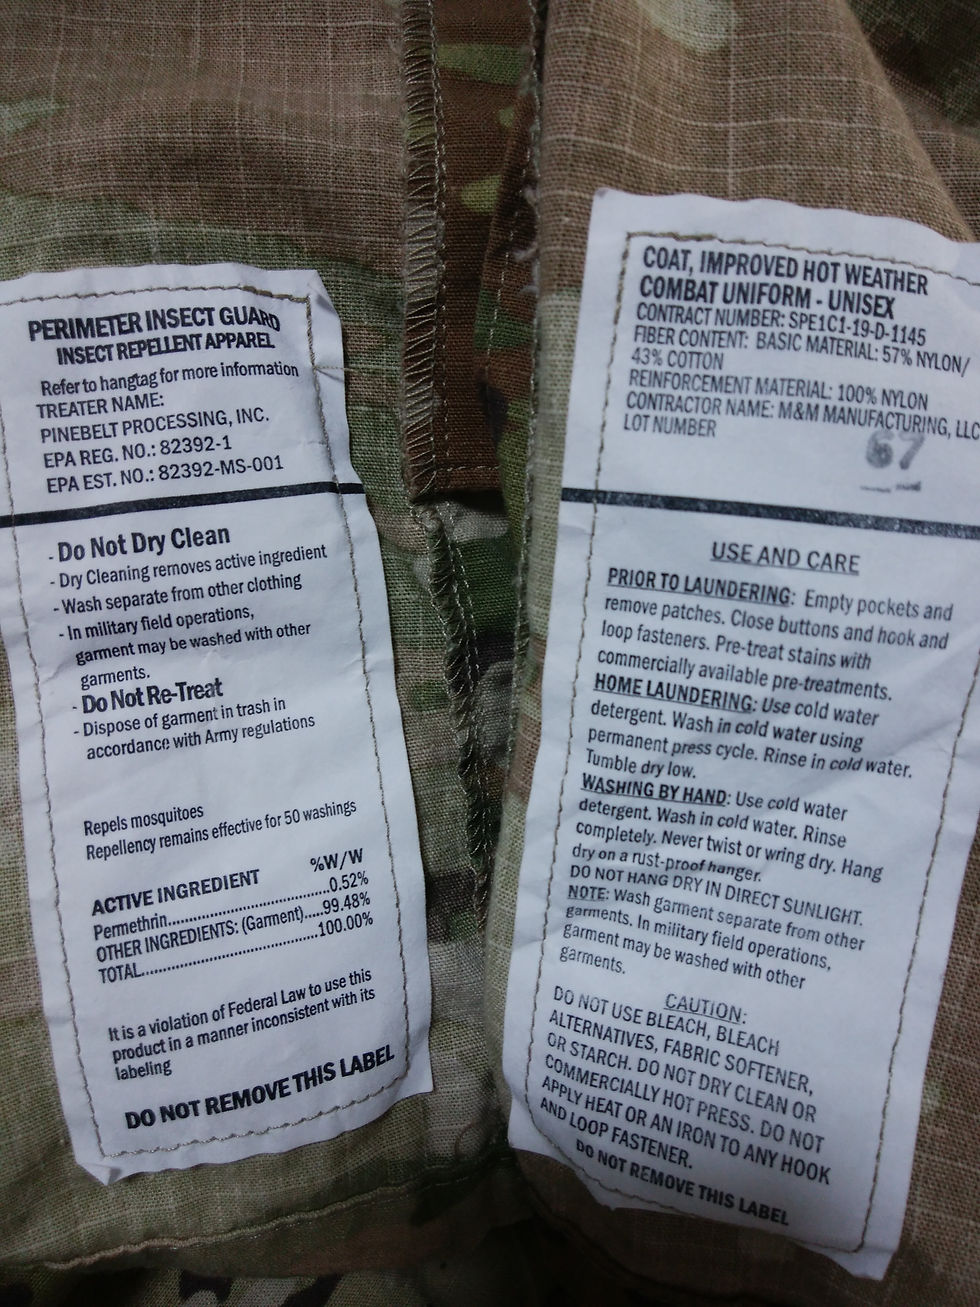 PERIMETER INSECT GUARD
INSECT REPELLENT APPAREL
Refer to hangtag for more information
TREATER NAME:
PINEBELT PROCESSING, INC.
EPA REG. NO.: 82392-1
EPA EST. NO.: 82392-MS-001
- Do Not Dry Clean
- Dry Cleaning removes active ingredient
- Wash separate from other clothing
- In military field operations,
garment may be washed with other
garments.
- Do Not Re-Treat
- Dispose of garment in trash in
accordance with Army regulations
Repels mosquitoes
Repellency remains effective for 50 washings
ACTIVE INGREDIENT %W/W
Permethrin..............................0.52%
OTHER INGREDIENTS: (Garment).....99.48%
TOTAL................................100.00%
It is a violation of Federal Law to use this
product in a manner inconsistent with its
labeling
DO NOT REMOVE THIS LABEL
COAT, IMPROVED HOT WEATHER
COMBAT UNIFORM - UNISEX
CONTRACT NUMBER: SPE1C1-19-D-1145
FIBER CONTENT: BASIC MATERIAL: 57% NYLON/
43% COTTON
REINFORCEMENT MATERIAL: 100% NYLON
CONTRACTOR NAME: M&M MANUFACTURING, LLC
LOT NUMBER
67
USE AND CARE
PRIOR TO LAUNDERING: Empty pockets and
remove patches. Close buttons and hook and
loop fasteners. Pre-treat stains with
commercially available pre-treatments.
HOME LAUNDERING: Use cold water
detergent. Wash in cold water using
permanent press cycle. Rinse in cold water.
Tumble dry low.
WASHING BY HAND: Use cold water
detergent. Wash in cold water. Rinse
completely. Never twist or wring dry. Hang
dry on a rust-proof hanger.
DO NOT HANG DRY IN DIRECT SUNLIGHT.
NOTE: Wash garment separate from other
garments. In military field operations,
garment may be washed with other
garments.
CAUTION:
DO NOT USE BLEACH, BLEACH
ALTERNATIVES, FABRIC SOFTENER,
OR STARCH. DO NOT DRY CLEAN OR
COMMERCIALLY HOT PRESS. DO NOT
APPLY HEAT OR AN IRON TO ANY HOOK
AND LOOP FASTENER.
DO NOT REMOVE THIS LABEL